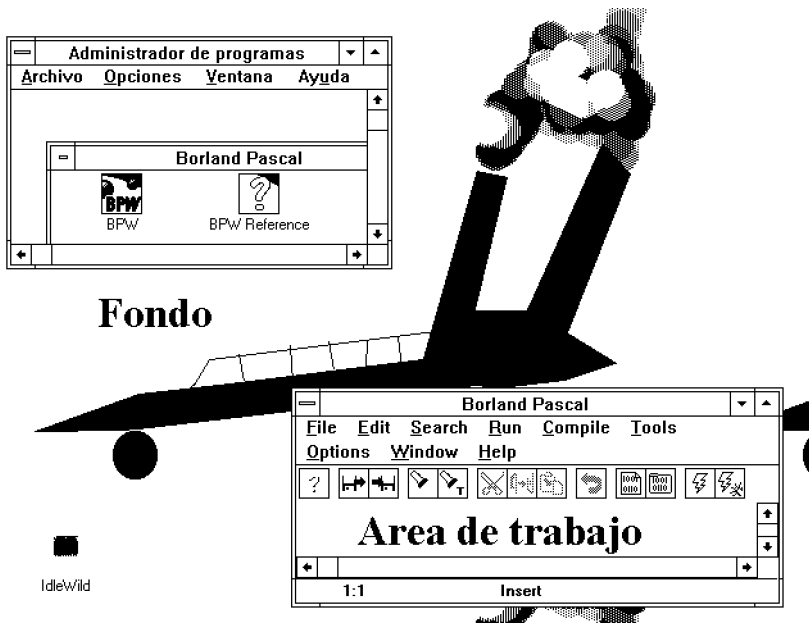 Administrador de programas
Archivo Opciones Ventana Ayuda
Borland Pascal
BPW
BPW BPW Reference
Fondo
Borland Pascal
File Edit Search Run Compile Tools
Options Window Help
Area de trabajo
1:1 Insert
IdleWild